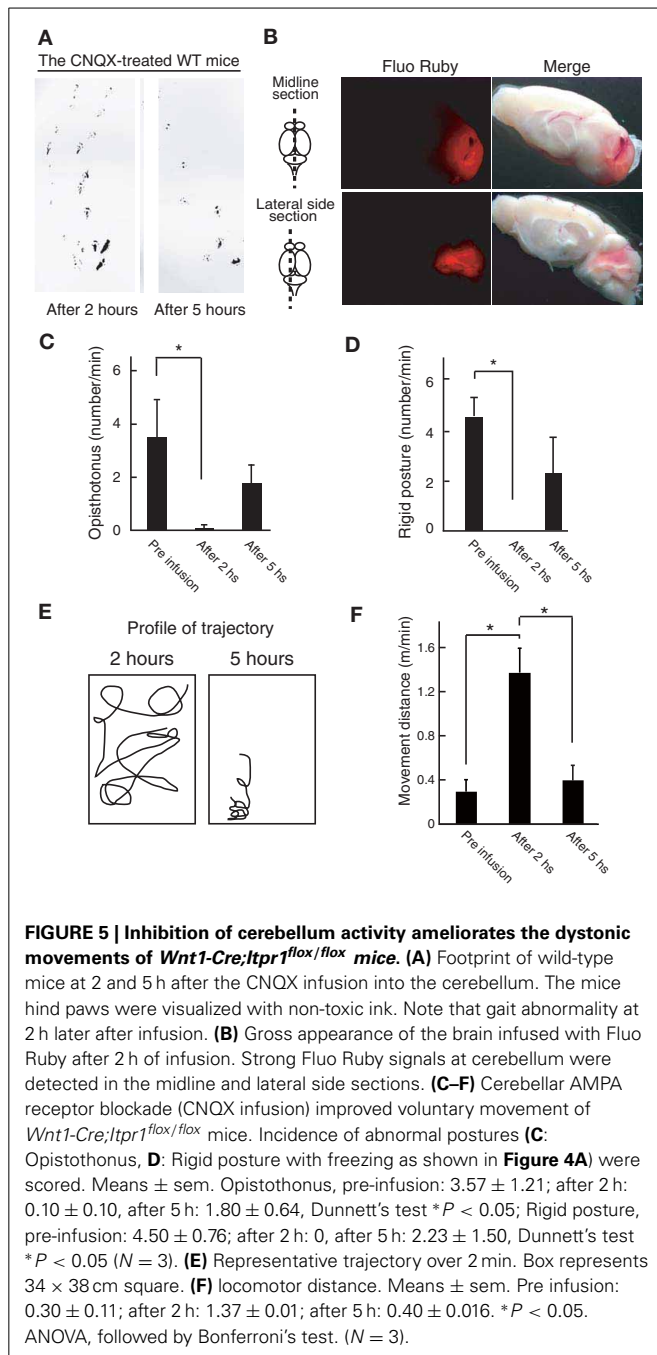 A
The CNQX-treated WT mice
After 2 hours
After 5 hours
B
Fluo Ruby
Merge
Midline
section
Lateral side
section
C
Opisthotonus (number/min)
6
4
2
0
*
Pre infusion
After 2 hs
After 5 hs
D
Rigid posture (number/min)
6
4
2
0
*
Pre infusion
After 2 hs
After 5 hs
E
Profile of trajectory
2 hours
5 hours
F
Movement distance (m/min)
1.6
1.2
0.8
0.4
0
*
*
Pre infusion
After 2 hs
After 5 hs
FIGURE 5 | Inhibition of cerebellum activity ameliorates the dystonic
movements of Wnt1-Cre;Itpr1flox/flox mice. (A) Footprint of wild-type
mice at 2 and 5 h after the CNQX infusion into the cerebellum. The mice
hind paws were visualized with non-toxic ink. Note that gait abnormality at
2 h later after infusion. (B) Gross appearance of the brain infused with Fluo
Ruby after 2 h of infusion. Strong Fluo Ruby signals at cerebellum were
detected in the midline and lateral side sections. (C–F) Cerebellar AMPA
receptor blockade (CNQX infusion) improved voluntary movement of
Wnt1-Cre;Itpr1flox/flox mice. Incidence of abnormal postures (C:
Opistothonus, D: Rigid posture with freezing as shown in Figure 4A) were
scored. Means ± sem. Opistothonus, pre-infusion: 3.57 ± 1.21; after 2 h:
0.10 ± 0.10, after 5 h: 1.80 ± 0.64, Dunnett's test *P < 0.05; Rigid posture,
pre-infusion: 4.50 ± 0.76; after 2 h: 0, after 5 h: 2.23 ± 1.50, Dunnett's test
*P < 0.05 (N = 3). (E) Representative trajectory over 2 min. Box represents
34 × 38 cm square. (F) locomotor distance. Means ± sem. Pre infusion:
0.30 ± 0.11; after 2 h: 1.37 ± 0.01; after 5 h: 0.40 ± 0.016. *P < 0.05.
ANOVA, followed by Bonferroni's test. (N = 3).